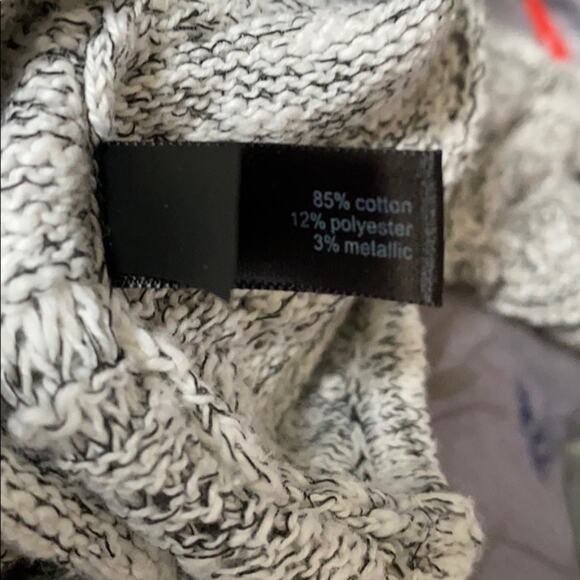 85% cotton
12% polyester
3% metallic